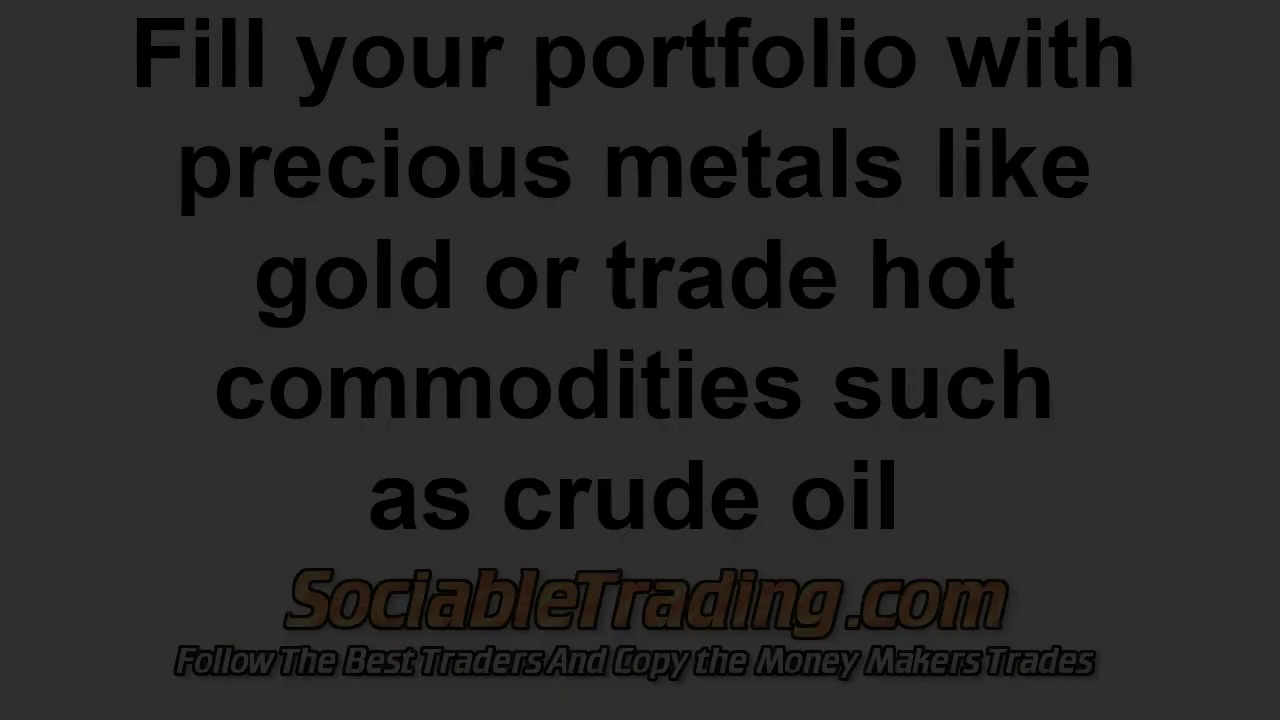 Fill your portfolio with
precious metals like
gold or trade hot
commodities such
as crude oil
SociableTrading.com
Follow The Best Traders And Copy the Money Makers Trades